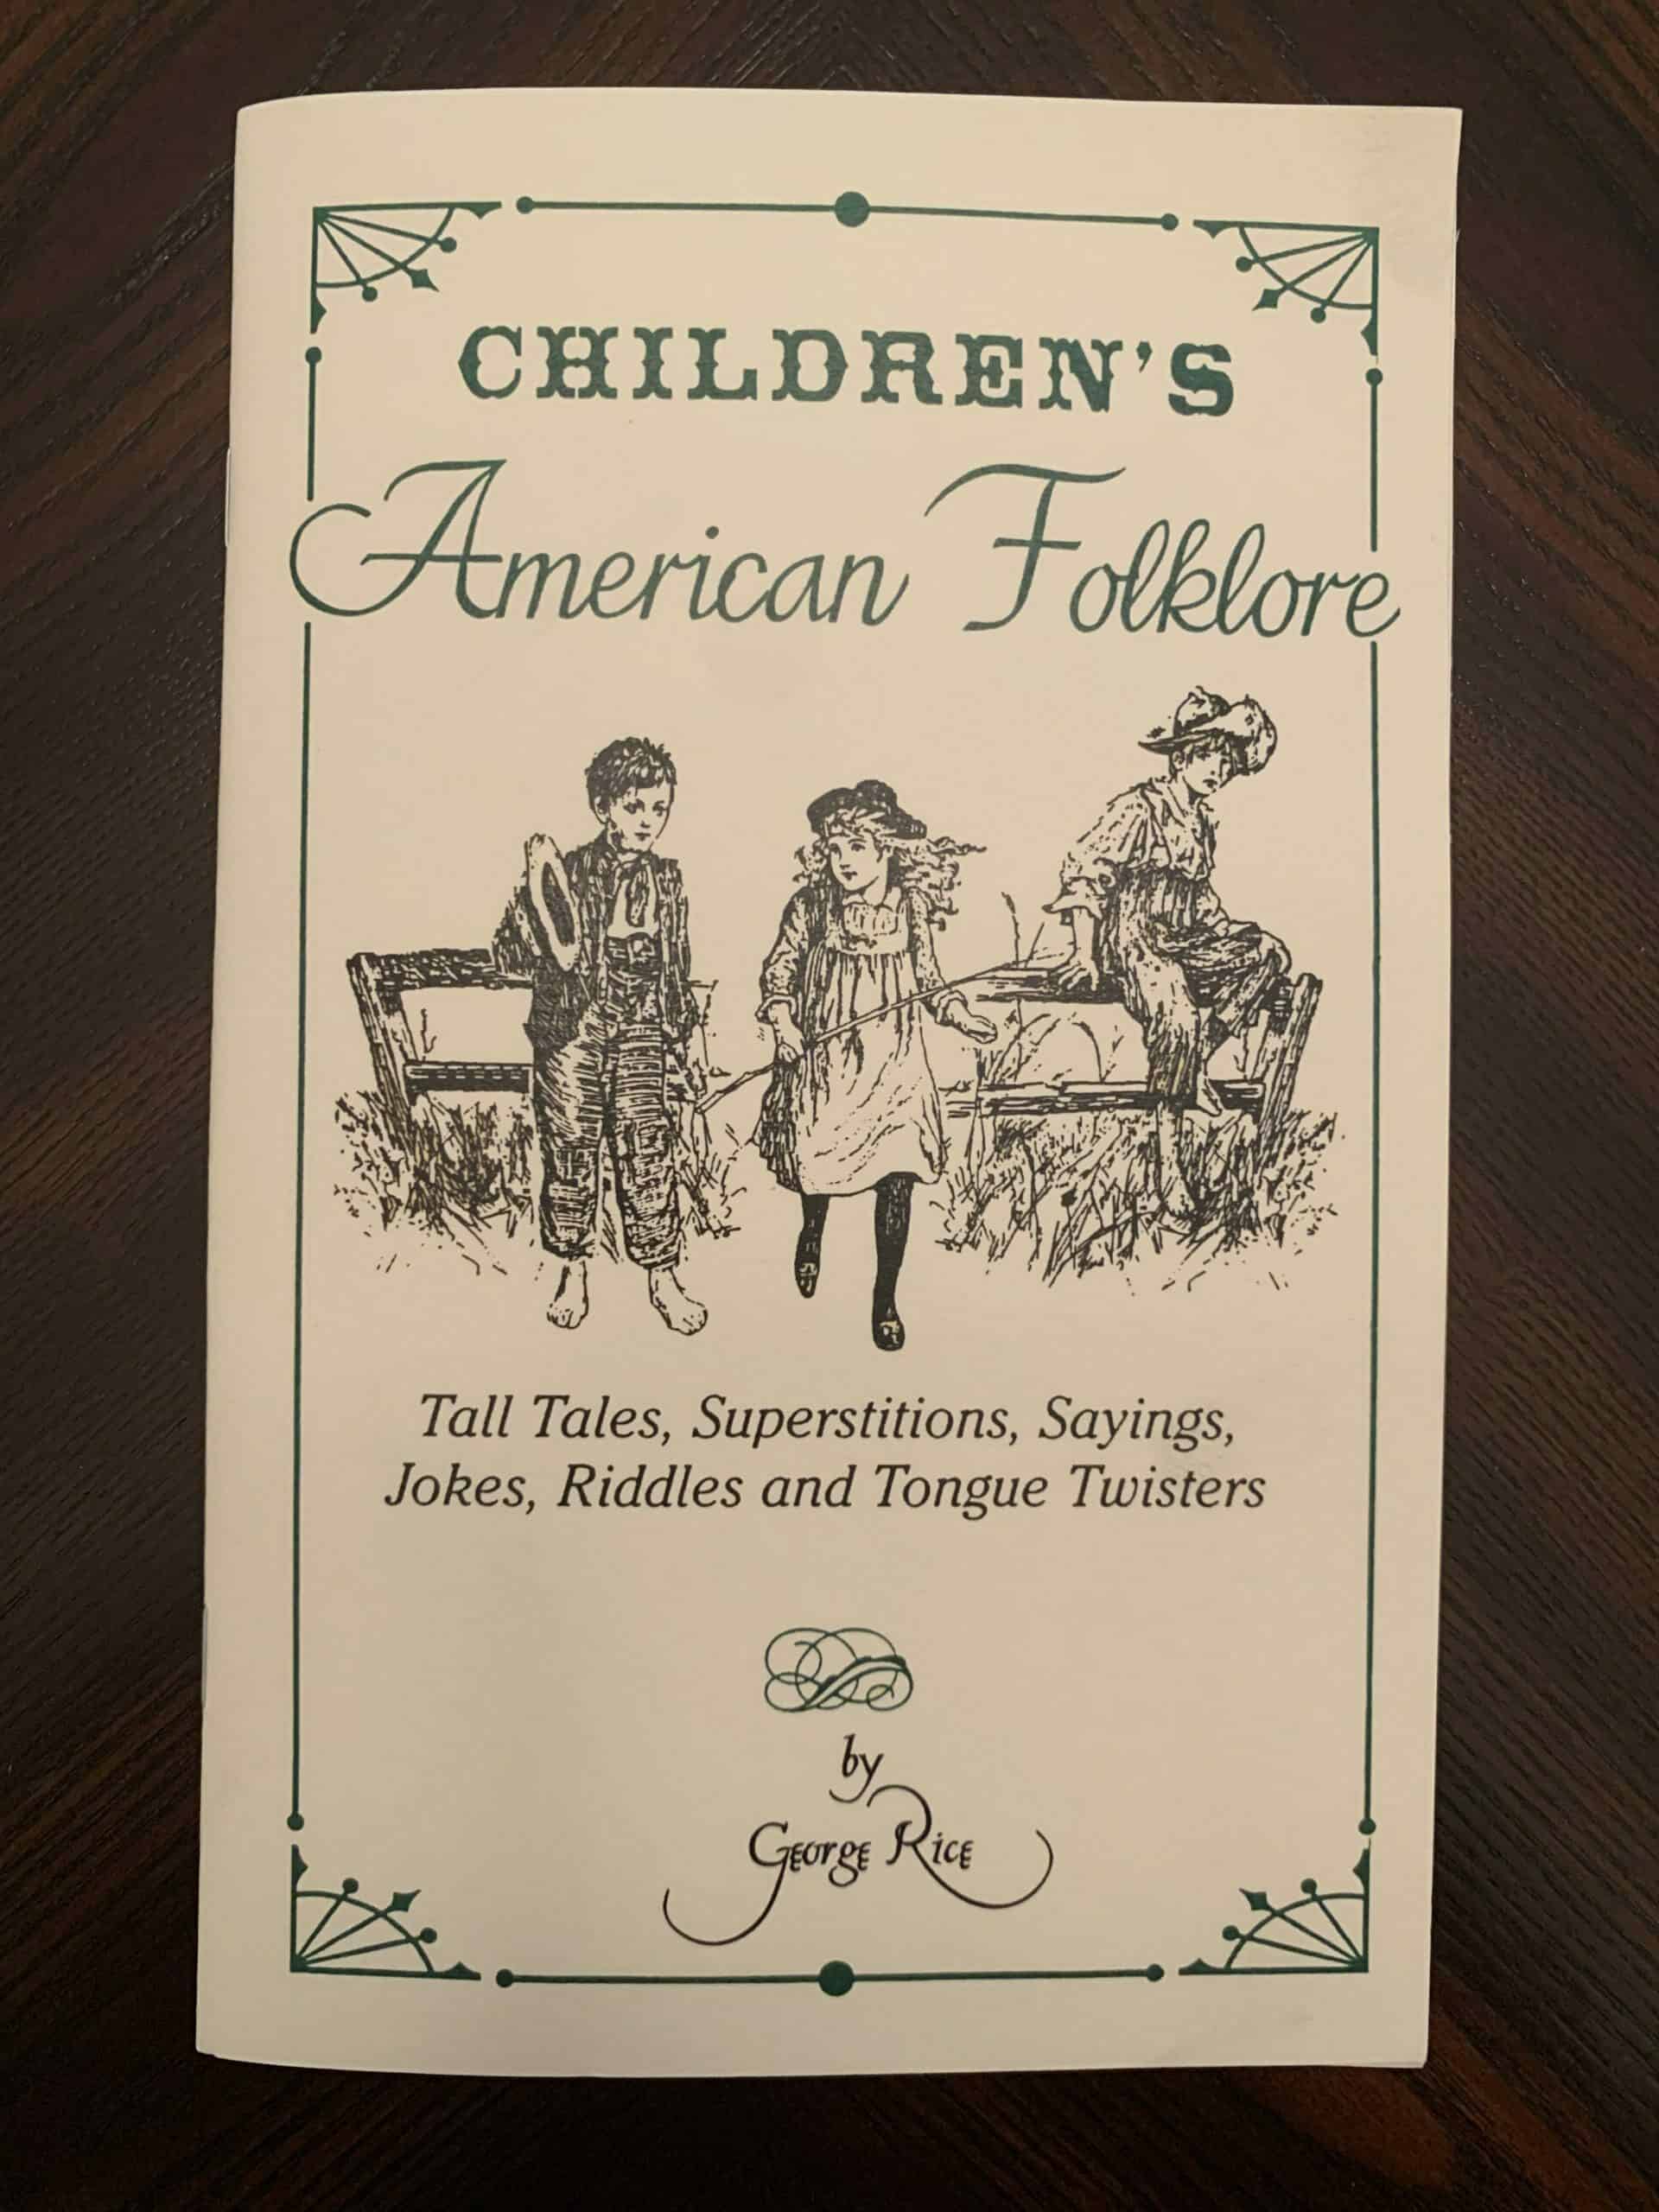 CHILDREN'S
American Folklore
Tall Tales, Superstitions, Sayings,
Jokes, Riddles and Tongue Twisters
by
George Rice